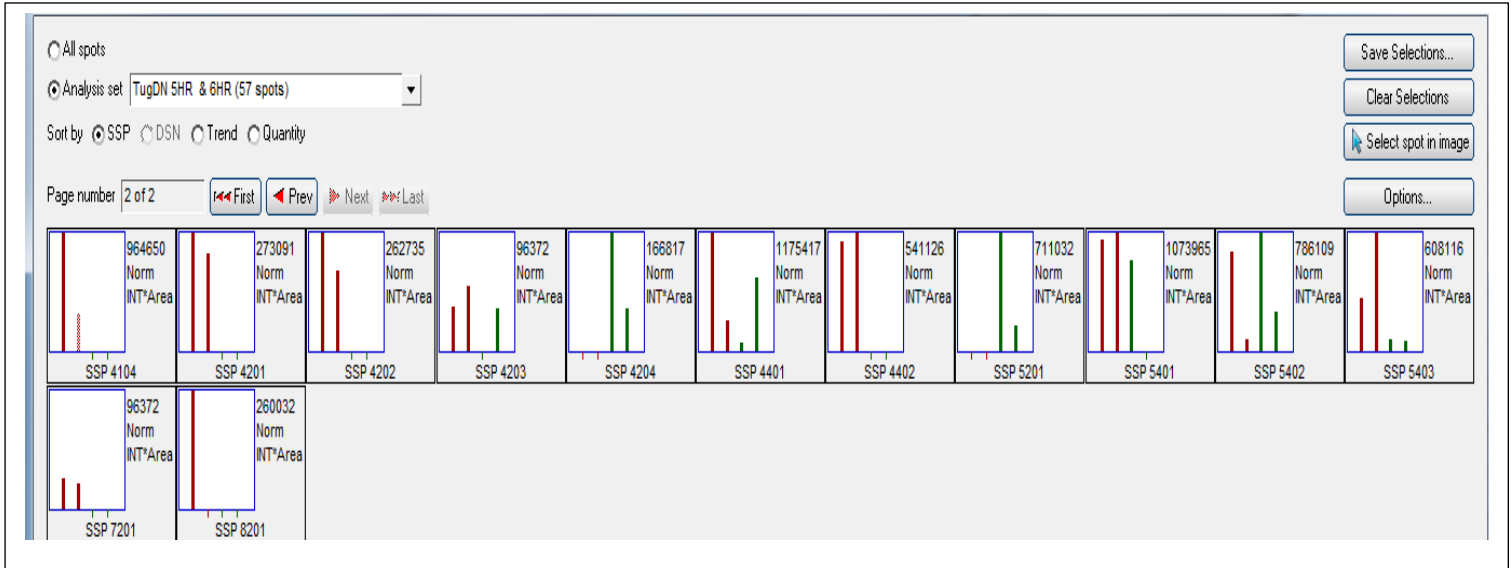 All spots
Save Selections...
Analysis set TugDN 5HR & 6HR (57 spots)
Clear Selections
Sort by SSP DSN Trend Quantity
Select spot in image
Page number 2 of 2 First Prev Next Last
Options...
964650 273091 262735 96372 166817 1175417 541126 711032 1073965 786109 608116
Norm Norm Norm Norm Norm Norm Norm Norm Norm Norm Norm
INT*Area INT*Area INT*Area INT*Area INT*Area INT*Area INT*Area INT*Area INT*Area INT*Area INT*Area
SSP 4104 SSP 4201 SSP 4202 SSP 4203 SSP 4204 SSP 4401 SSP 4402 SSP 5201 SSP 5401 SSP 5402 SSP 5403
96372 260032
Norm Norm
INT*Area INT*Area
SSP 7201 SSP 8201